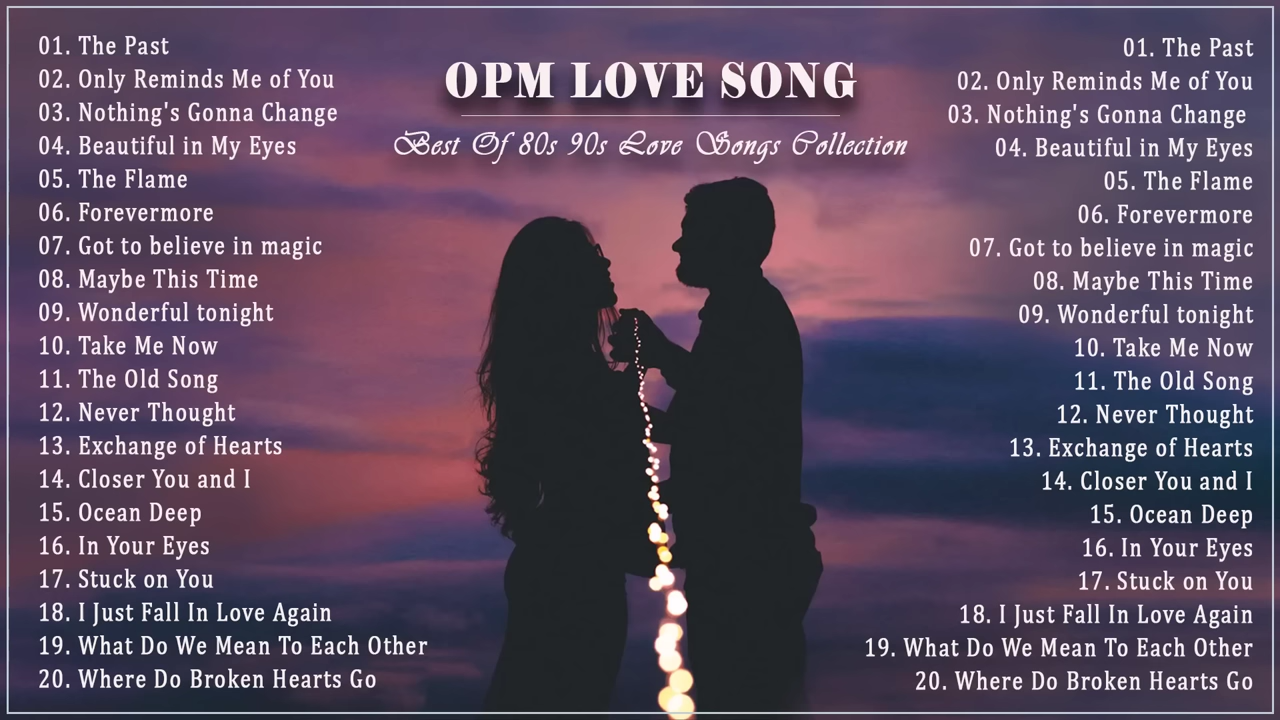 OPM LOVE SONG
Best Of 80s 90s Love Songs Collection
01. The Past
02. Only Reminds Me of You
03. Nothing's Gonna Change
04. Beautiful in My Eyes
05. The Flame
06. Forevermore
07. Got to believe in magic
08. Maybe This Time
09. Wonderful tonight
10. Take Me Now
11. The Old Song
12. Never Thought
13. Exchange of Hearts
14. Closer You and I
15. Ocean Deep
16. In Your Eyes
17. Stuck on You
18. I Just Fall In Love Again
19. What Do We Mean To Each Other
20. Where Do Broken Hearts Go
01. The Past
02. Only Reminds Me of You
03. Nothing's Gonna Change
04. Beautiful in My Eyes
05. The Flame
06. Forevermore
07. Got to believe in magic
08. Maybe This Time
09. Wonderful tonight
10. Take Me Now
11. The Old Song
12. Never Thought
13. Exchange of Hearts
14. Closer You and I
15. Ocean Deep
16. In Your Eyes
17. Stuck on You
18. I Just Fall In Love Again
19. What Do We Mean To Each Other
20. Where Do Broken Hearts Go